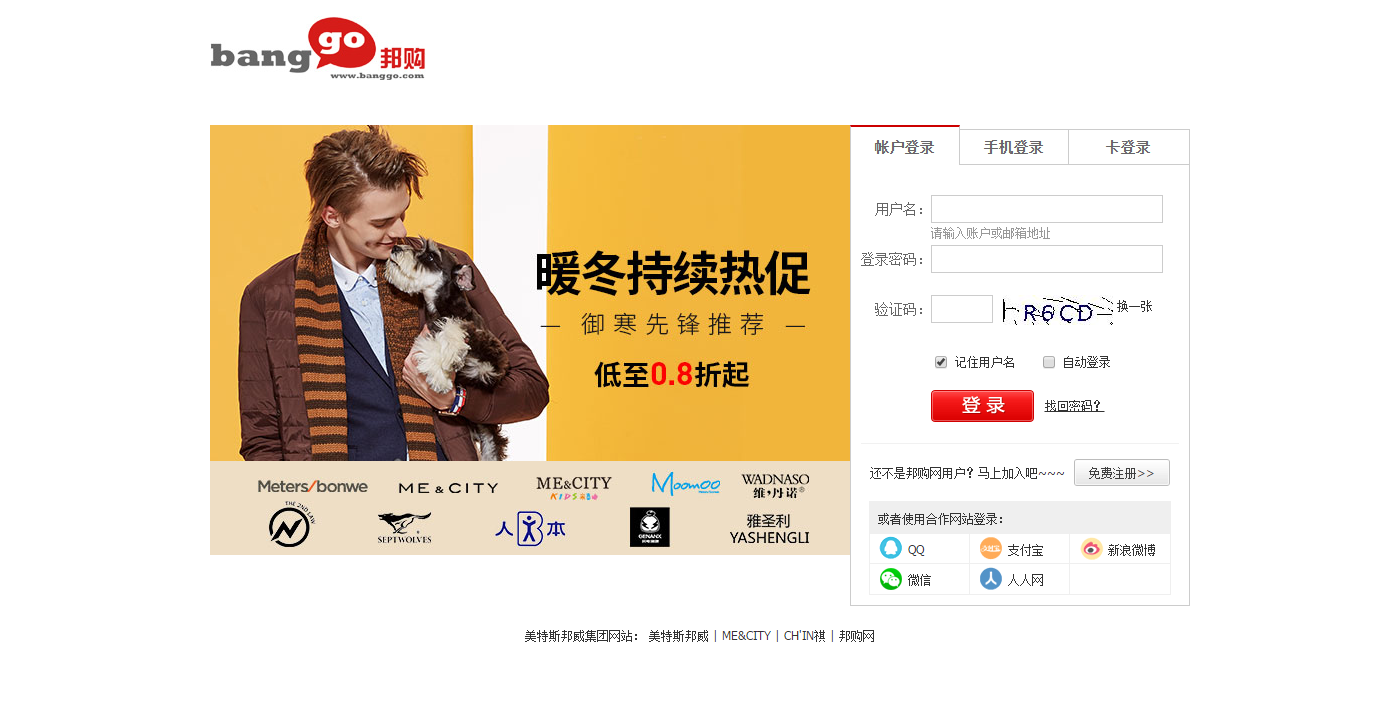 banggo 邦购
www.banggo.com
帐户登录
手机登录
卡登录
用户名：
请输入账户或邮箱地址
登录密码：
验证码：
R6CD
换一张
记住用户名
自动登录
登 录
找回密码?
还不是邦购网用户? 马上加入吧~~~
免费注册>>
或者使用合作网站登录：
QQ
支付宝
新浪微博
微信
人人网
暖冬持续热促
— 御寒先锋推荐 —
低至0.8折起
Meters/bonwe
ME & CITY
ME&CITY
KIDS
Moomoo
WADNASO
维·丹诺®
THE 2ND LAW
SEPTWOLVES
人本
GENANX
雅圣利
YASHENGLI
美特斯邦威集团网站： 美特斯邦威 | ME&CITY | CH'IN祺 | 邦购网